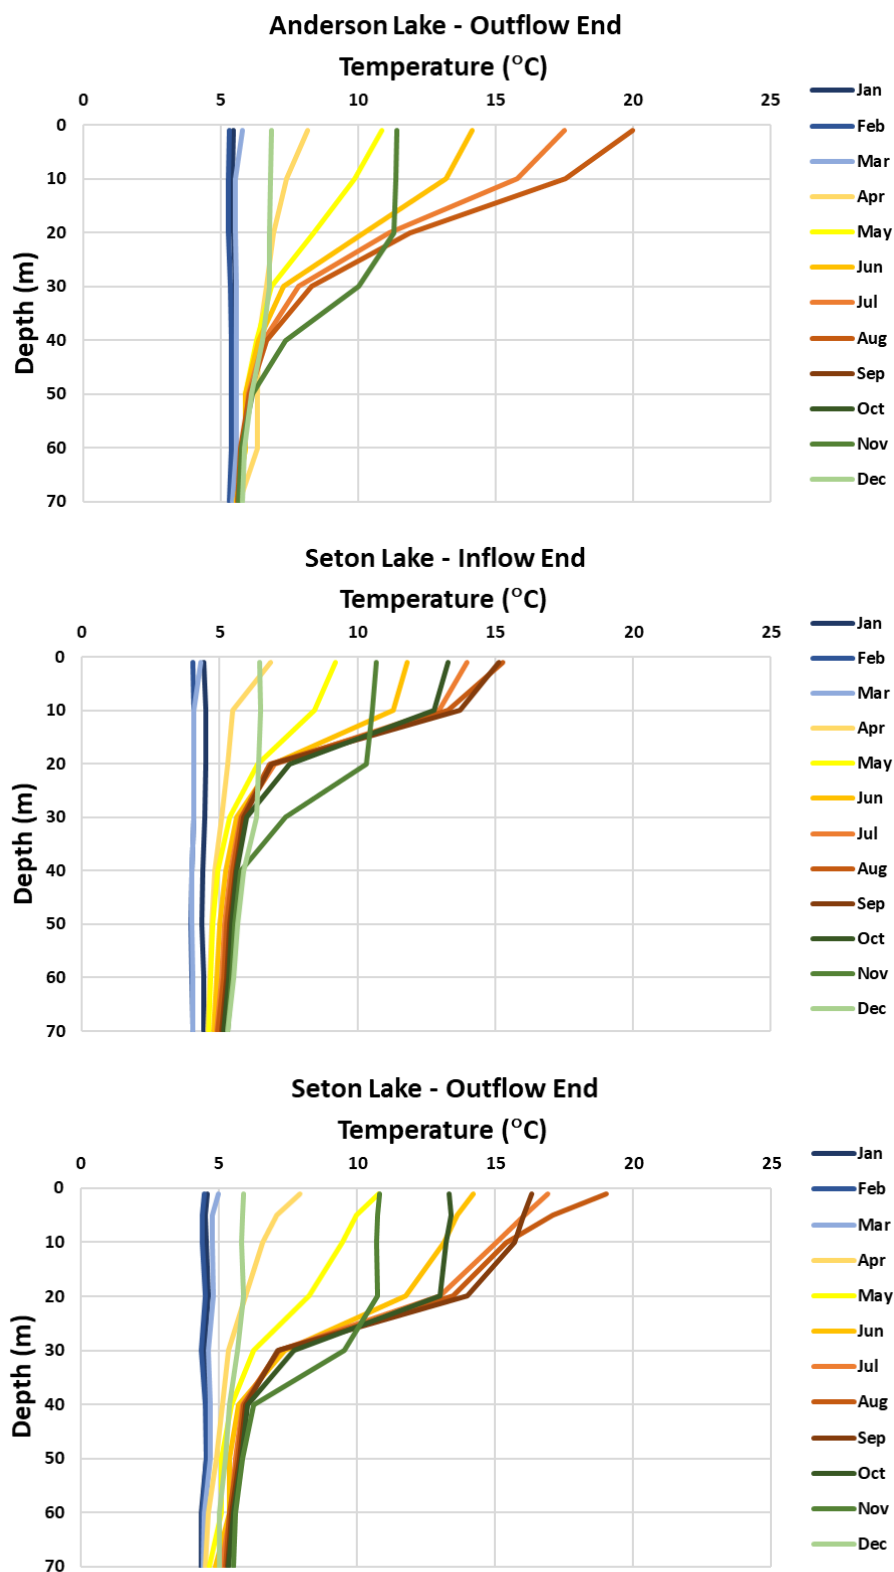 Anderson Lake - Outflow End
Temperature (°C)
0 5 10 15 20 25
0
10
20
30
40
50
60
70
Depth (m)
Jan
Feb
Mar
Apr
May
Jun
Jul
Aug
Sep
Oct
Nov
Dec
Seton Lake - Inflow End
Temperature (°C)
0 5 10 15 20 25
0
10
20
30
40
50
60
70
Depth (m)
Jan
Feb
Mar
Apr
May
Jun
Jul
Aug
Sep
Oct
Nov
Dec
Seton Lake - Outflow End
Temperature (°C)
0 5 10 15 20 25
0
10
20
30
40
50
60
70
Depth (m)
Jan
Feb
Mar
Apr
May
Jun
Jul
Aug
Sep
Oct
Nov
Dec